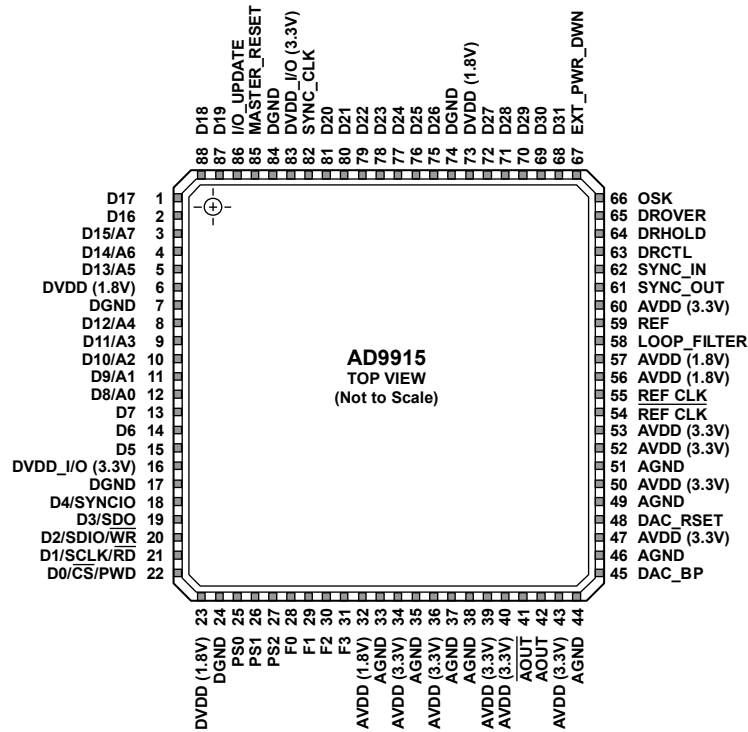 88 D18
87 D19
86 I/O_UPDATE
85 MASTER_RESET
84 DGND
83 DVDD_I/O (3.3V)
82 SYNC_CLK
81 D20
80 D21
79 D22
78 D23
77 D24
76 D25
75 D26
74 DGND
73 DVDD (1.8V)
72 D27
71 D28
70 D29
69 D30
68 D31
67 EXT_PWR_DWN
D17 1
D16 2
D15/A7 3
D14/A6 4
D13/A5 5
DVDD (1.8V) 6
DGND 7
D12/A4 8
D11/A3 9
D10/A2 10
D9/A1 11
D8/A0 12
D7 13
D6 14
D5 15
DVDD_I/O (3.3V) 16
DGND 17
D4/SYNCIO 18
D3/SDO 19
D2/SDIO/W̅R̅ 20
D1/SCLK/R̅D̅ 21
D0/C̅S̅/PWD 22
AD9915
TOP VIEW
(Not to Scale)
66 OSK
65 DROVER
64 DRHOLD
63 DRCTL
62 SYNC_IN
61 SYNC_OUT
60 AVDD (3.3V)
59 REF
58 LOOP_FILTER
57 AVDD (1.8V)
56 AVDD (1.8V)
55 REF CLK
54 R̅E̅F̅ C̅L̅K̅
53 AVDD (3.3V)
52 AVDD (3.3V)
51 AGND
50 AVDD (3.3V)
49 AGND
48 DAC_RSET
47 AVDD (3.3V)
46 AGND
45 DAC_BP
DVDD (1.8V) 23
DGND 24
PS0 25
PS1 26
PS2 27
F0 28
F1 29
F2 30
F3 31
AVDD (1.8V) 32
AGND 33
AVDD (3.3V) 34
AGND 35
AVDD (3.3V) 36
AGND 37
AGND 38
AVDD (3.3V) 39
AVDD (3.3V) 40
A̅O̅U̅T̅ 41
AOUT 42
AVDD (3.3V) 43
AGND 44